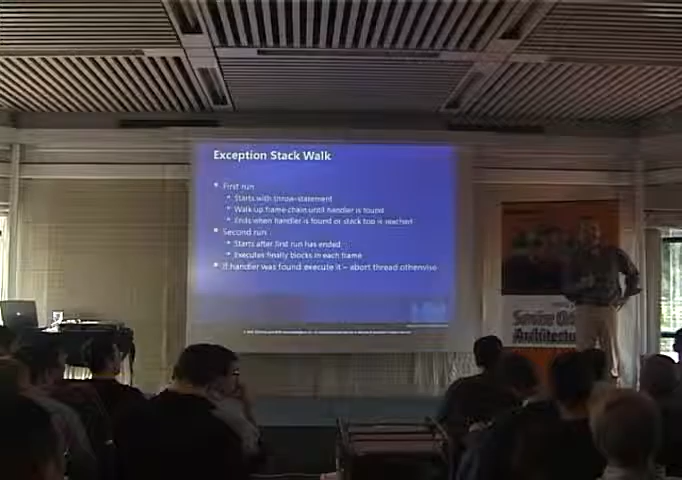 Exception Stack Walk
First run
Starts with throw-statement
Walk up frame chain until handler is found
Ends when handler is found or stack top is reached
Second run
Starts after first run has ended
Executes finally blocks in each frame
If handler was found execute it – abort thread otherwise
Architectu